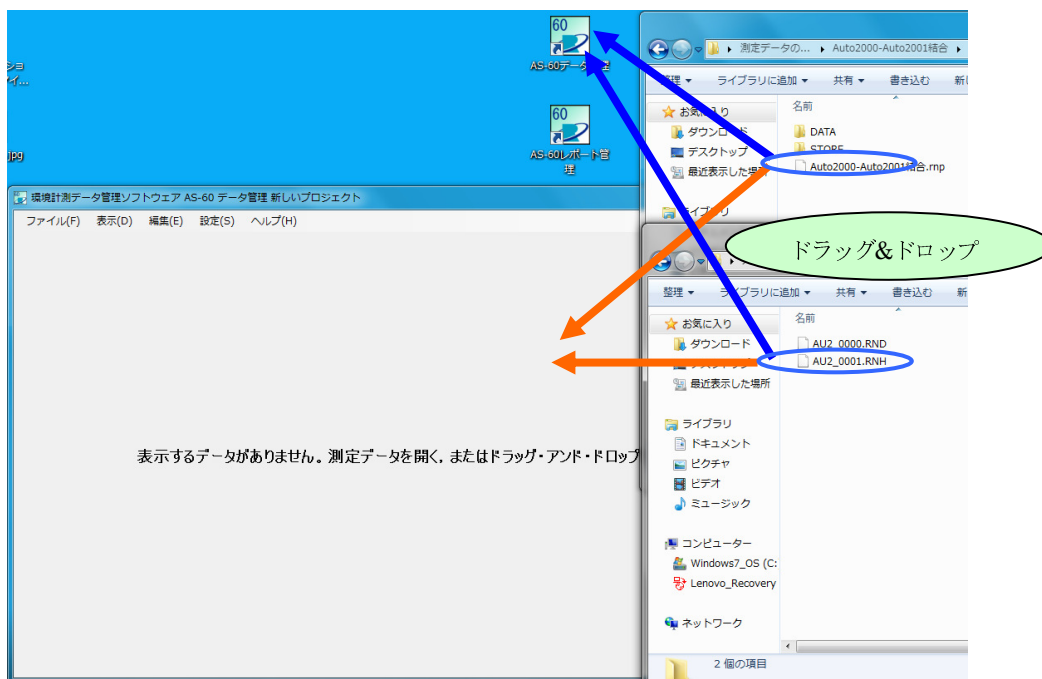 60
AS-60データ管理
60
AS-60レポート管
理
jpg
環境計測データ管理ソフトウェア AS-60 データ管理 新しいプロジェクト
ファイル(F) 表示(D) 編集(E) 設定(S) ヘルプ(H)
表示するデータがありません。測定データを開く, またはドラッグ・アンド・ドロップ
測定データの... Auto2000-Auto2001結合
整理 ライブラリに追加 共有 書き込む
お気に入り
ダウンロード
デスクトップ
最近表示した場所
ライブラリ
名前
DATA
STORE
Auto2000-Auto2001結合.rnp
ドラッグ&ドロップ
整理 ライブラリに追加 共有 書き込む 新
お気に入り
ダウンロード
デスクトップ
最近表示した場所
ライブラリ
ドキュメント
ピクチャ
ビデオ
ミュージック
コンピューター
Windows7_OS (C:
Lenovo_Recovery
ネットワーク
名前
AU2_0000.RND
AU2_0001.RNH
2 個の項目